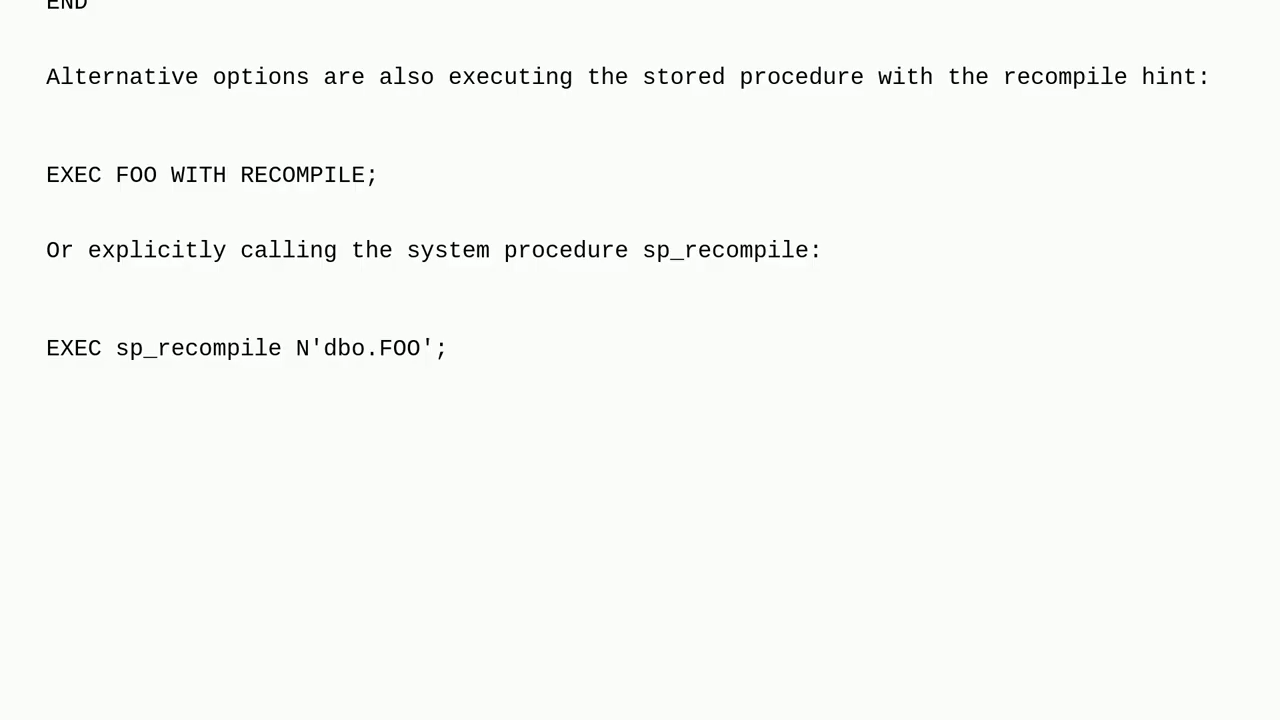 END
Alternative options are also executing the stored procedure with the recompile hint:
EXEC FOO WITH RECOMPILE;
Or explicitly calling the system procedure sp_recompile:
EXEC sp_recompile N'dbo.FOO';